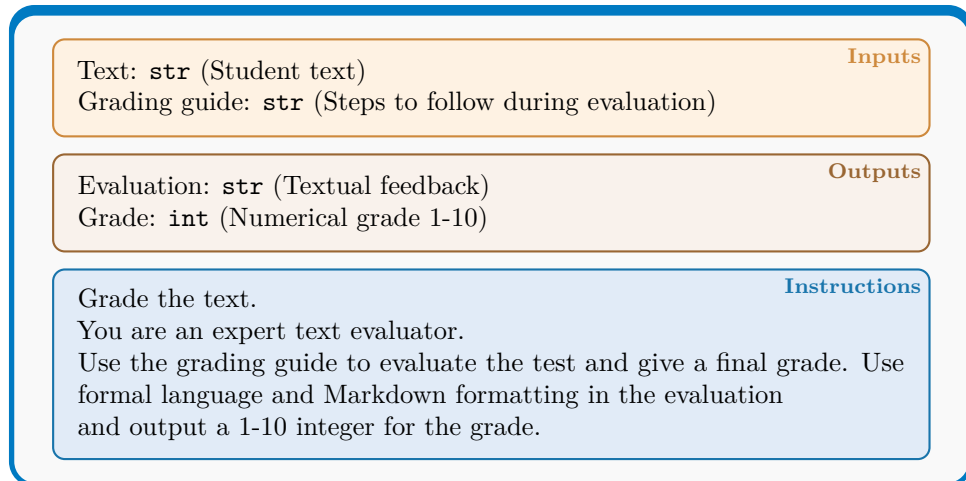 Inputs
Text: str (Student text)
Grading guide: str (Steps to follow during evaluation)
Outputs
Evaluation: str (Textual feedback)
Grade: int (Numerical grade 1-10)
Instructions
Grade the text.
You are an expert text evaluator.
Use the grading guide to evaluate the test and give a final grade. Use
formal language and Markdown formatting in the evaluation
and output a 1-10 integer for the grade.